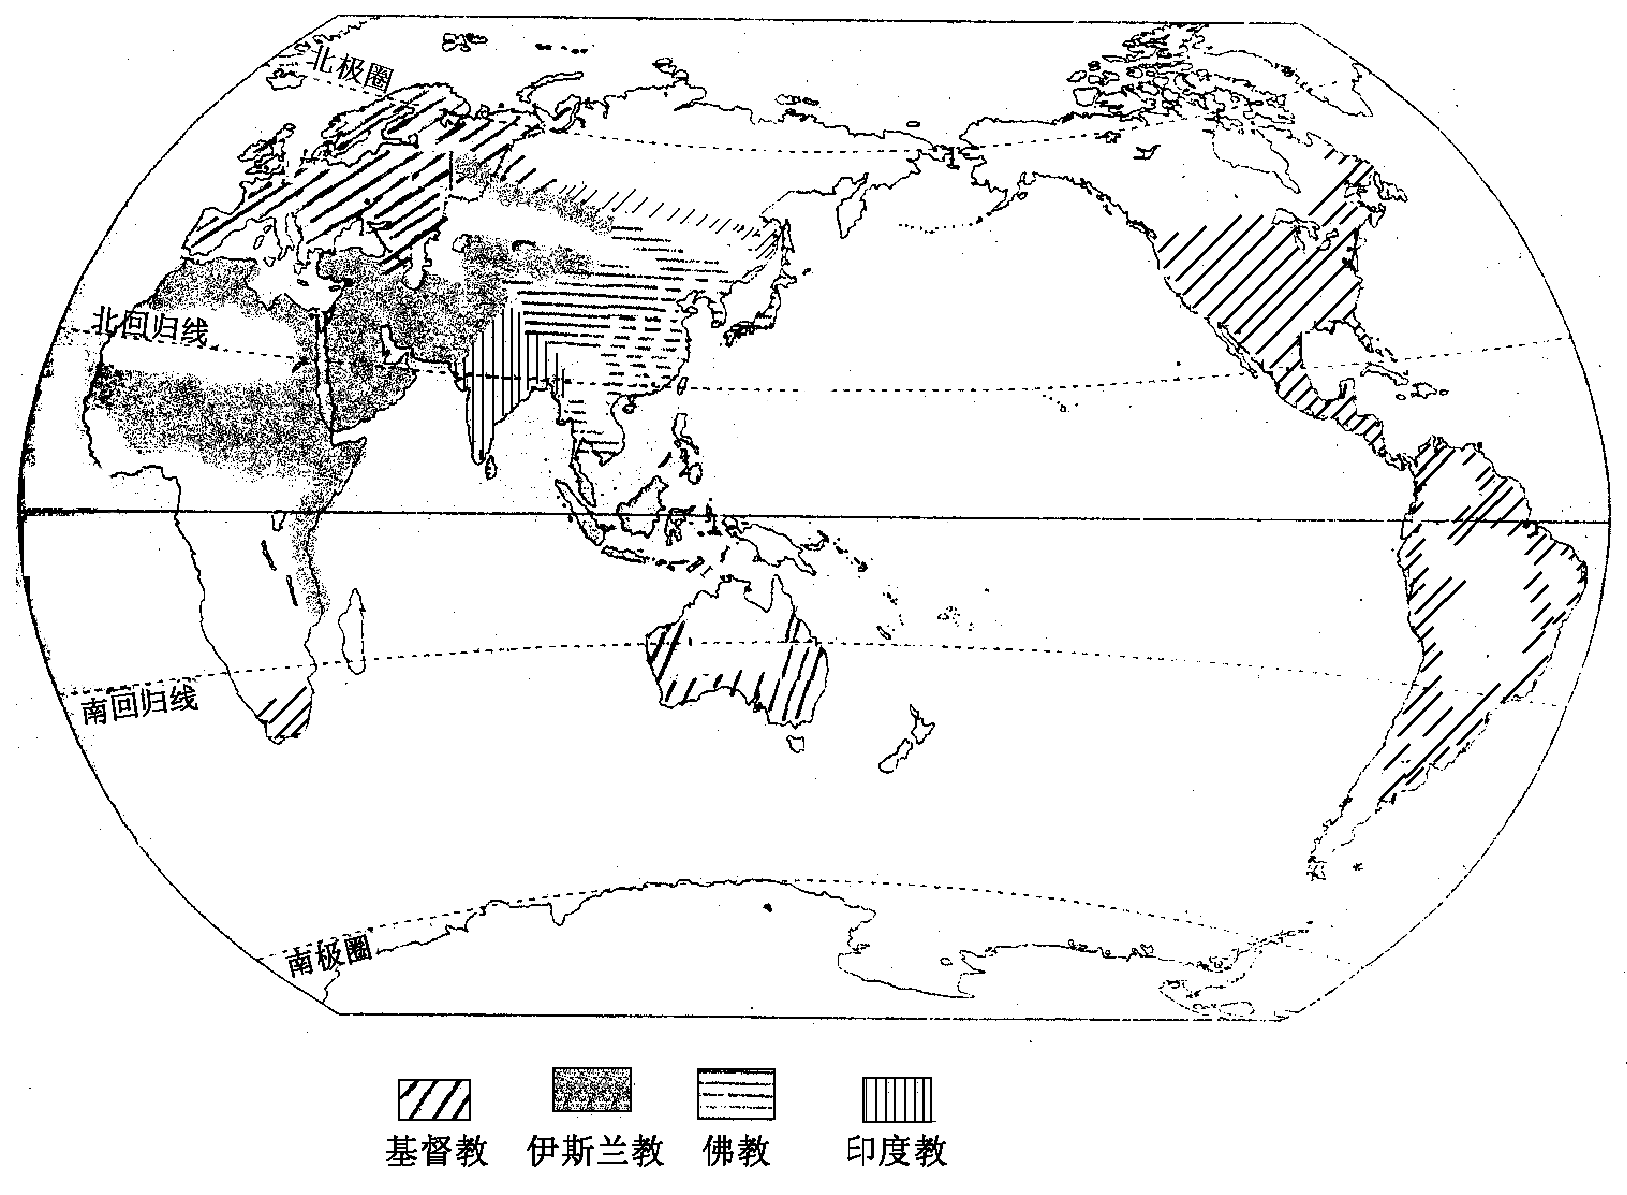 北极圈
北回归线
南回归线
南极圈
基督教 伊斯兰教 佛教 印度教